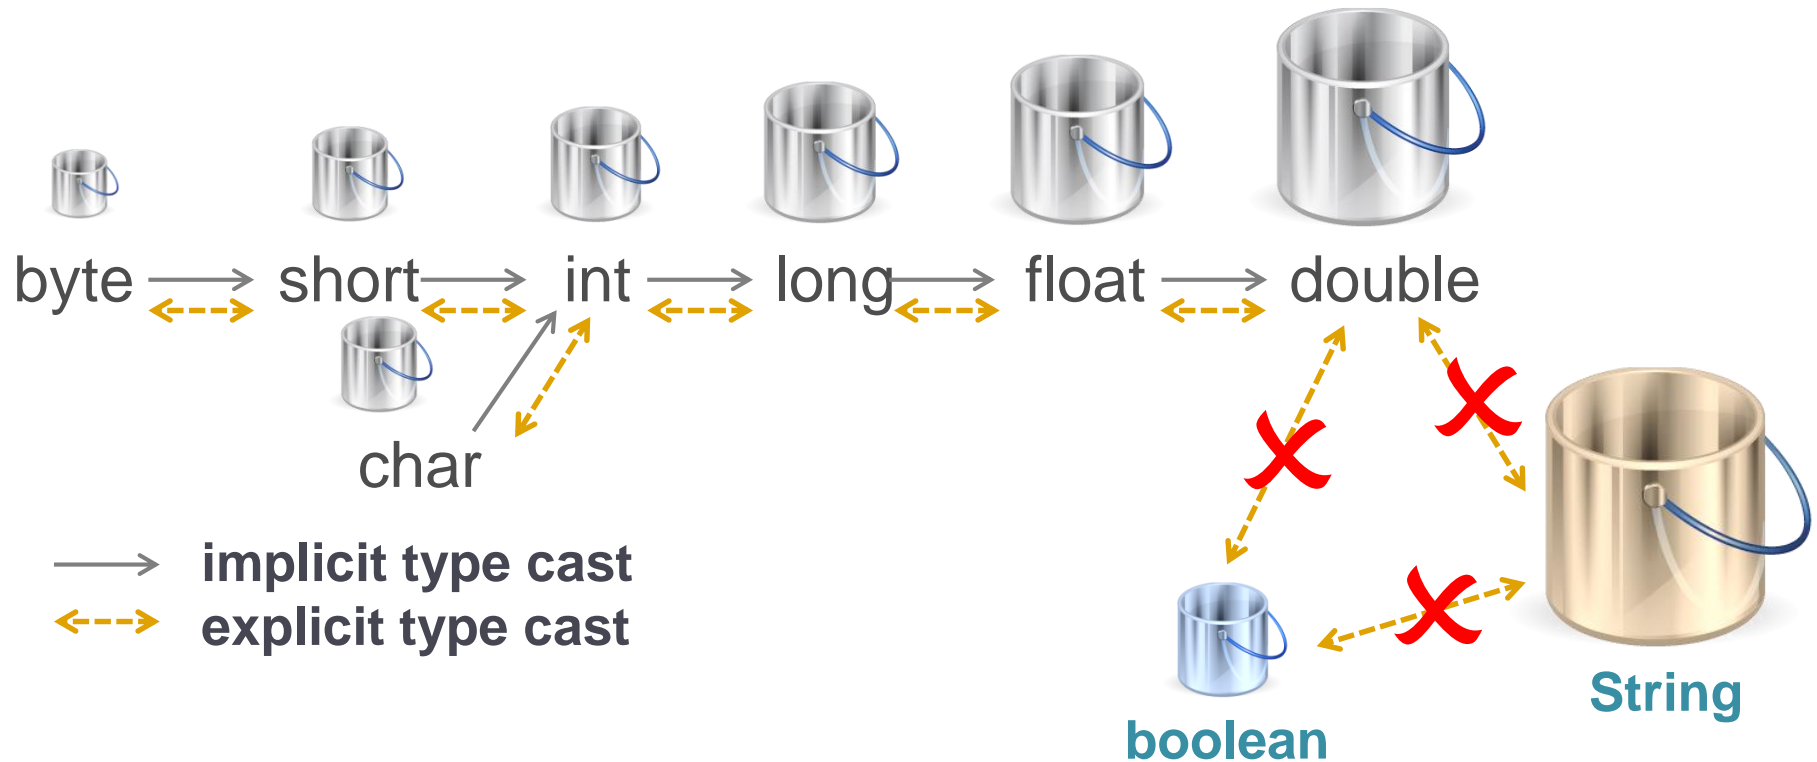 byte short int long float double
char
implicit type cast
explicit type cast
String
boolean